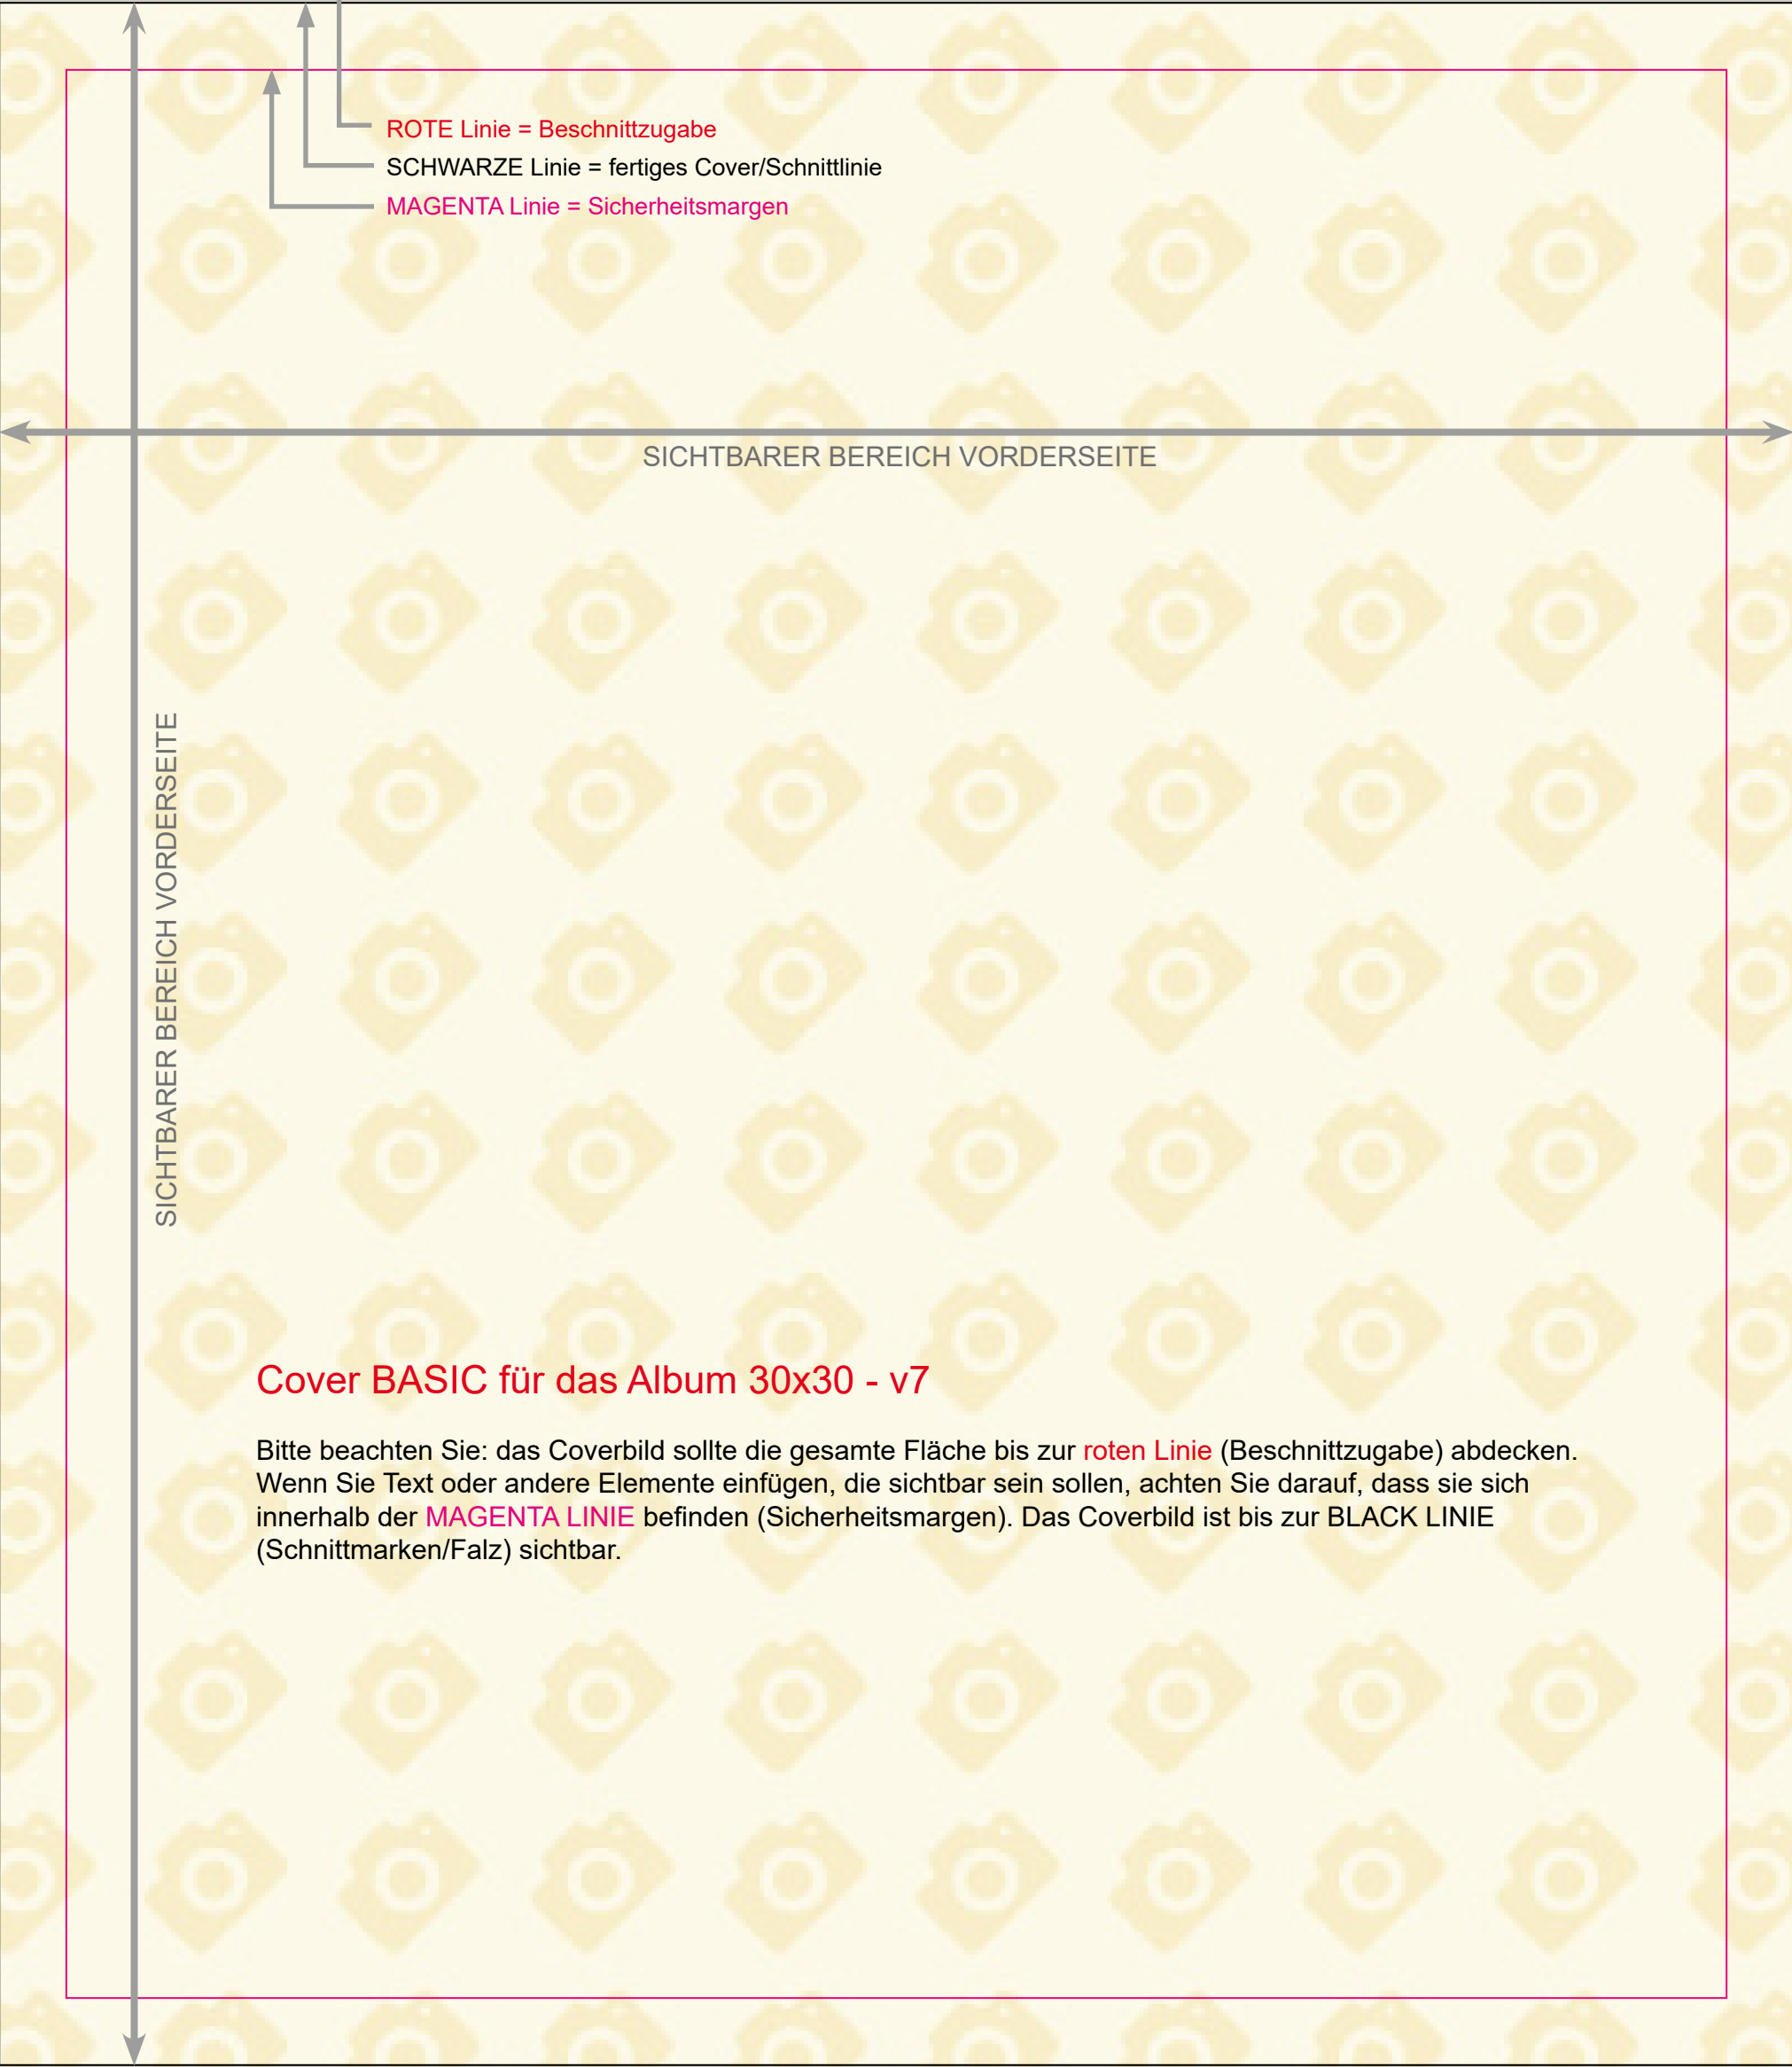 ROTE Linie = Beschnittzugabe
SCHWARZE Linie = fertiges Cover/Schnittlinie
MAGENTA Linie = Sicherheitsmargen
SICHTBARER BEREICH VORDERSEITE
SICHTBARER BEREICH VORDERSEITE
Cover BASIC für das Album 30x30 - v7
Bitte beachten Sie: das Coverbild sollte die gesamte Fläche bis zur roten Linie (Beschnittzugabe) abdecken.
Wenn Sie Text oder andere Elemente einfügen, die sichtbar sein sollen, achten Sie darauf, dass sie sich
innerhalb der MAGENTA LINIE befinden (Sicherheitsmargen). Das Coverbild ist bis zur BLACK LINIE
(Schnittmarken/Falz) sichtbar.